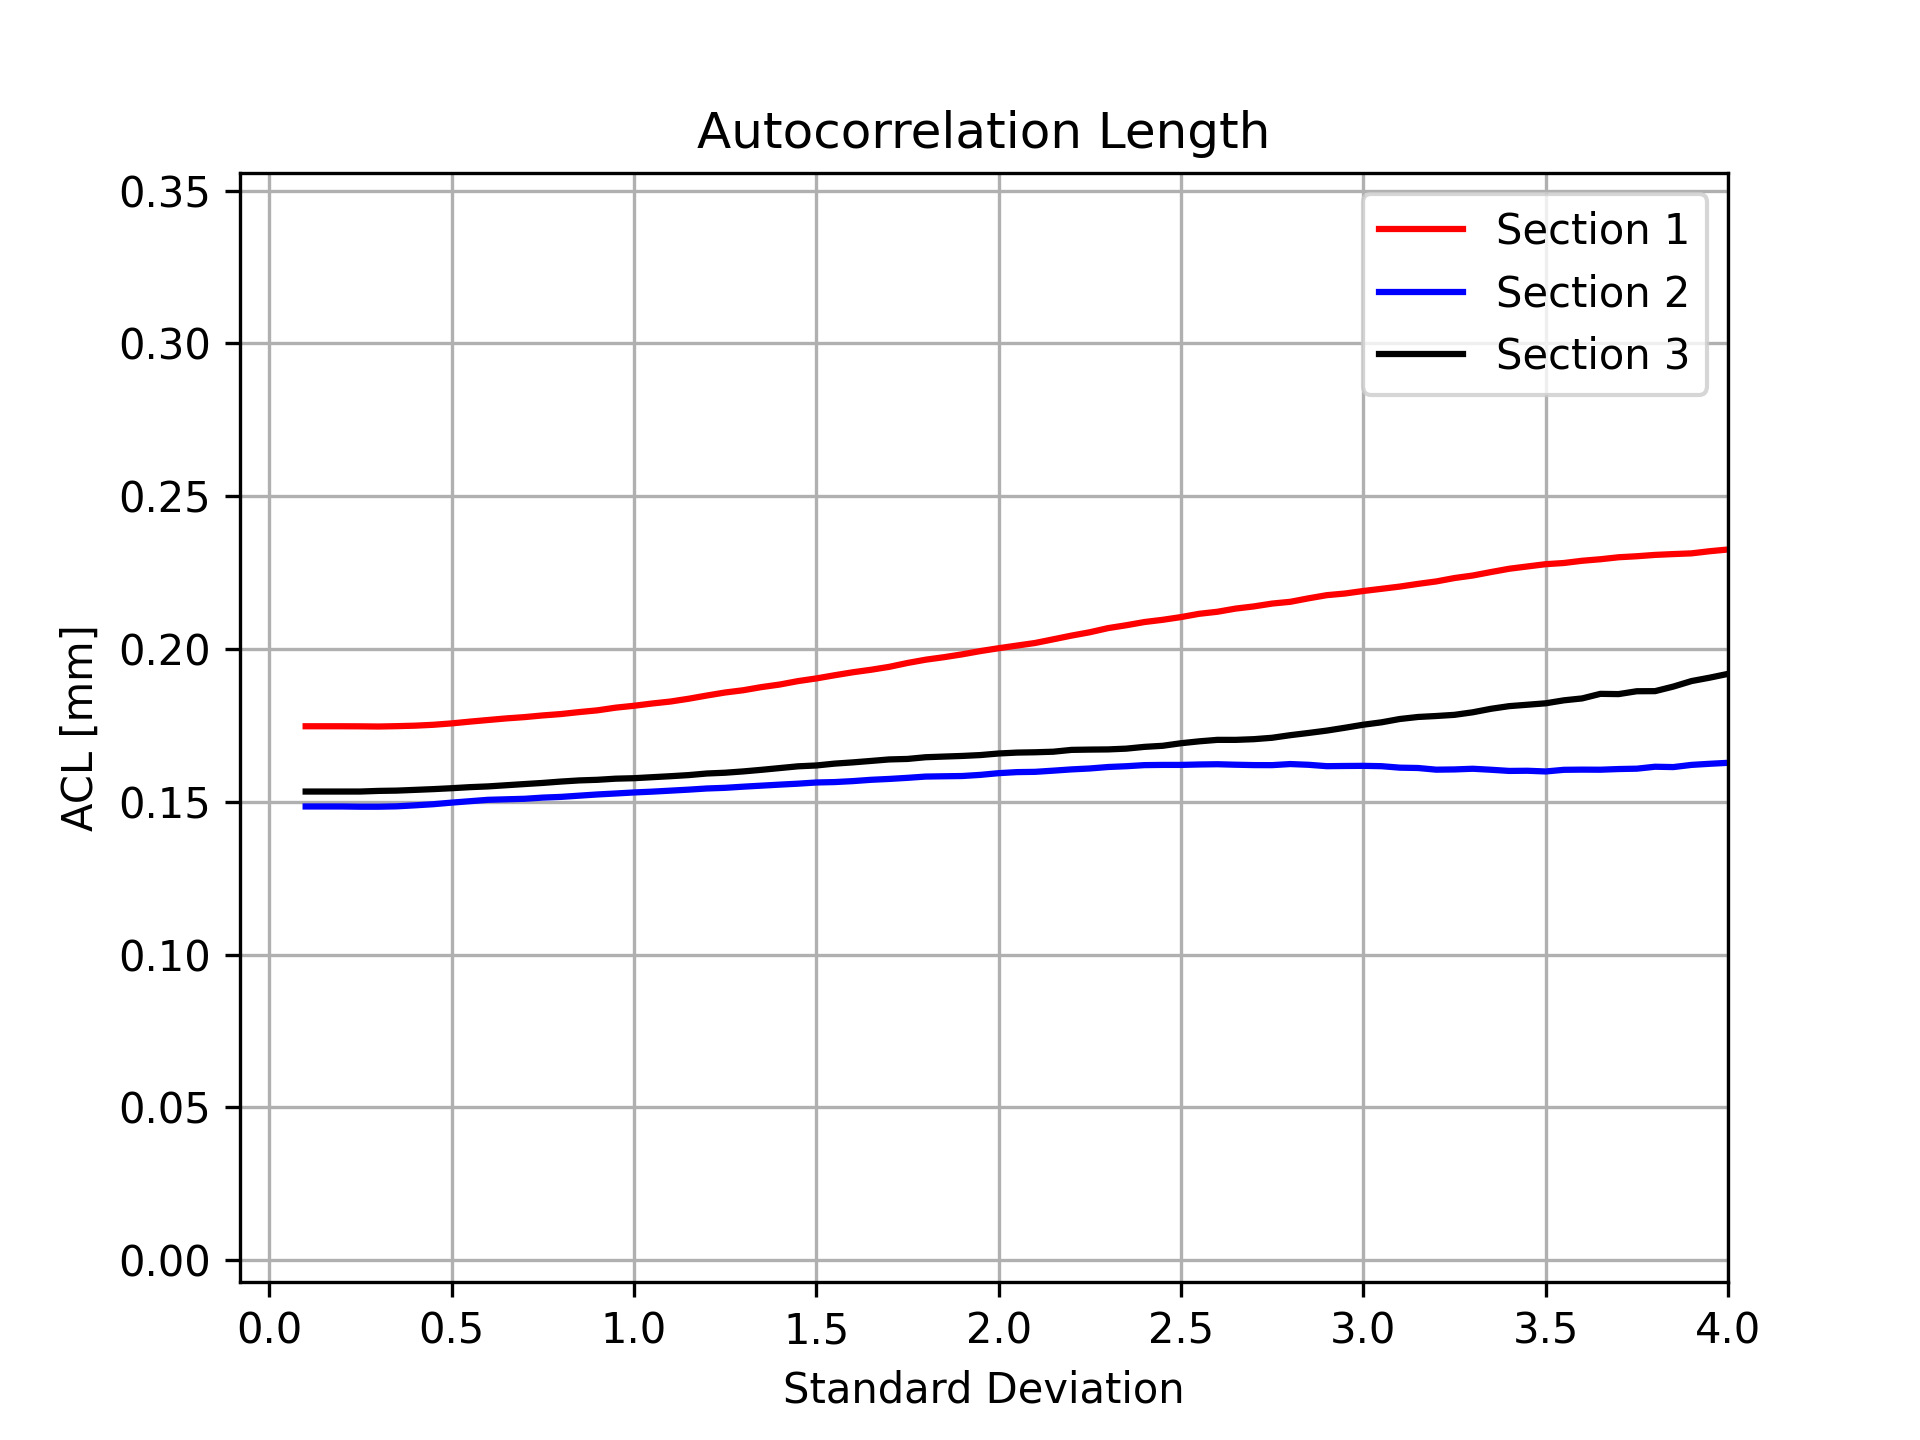 Autocorrelation Length
0.35
0.30
0.25
0.20
0.15
0.10
0.05
0.00
ACL [mm]
Section 1
Section 2
Section 3
0.0 0.5 1.0 1.5 2.0 2.5 3.0 3.5 4.0
Standard Deviation